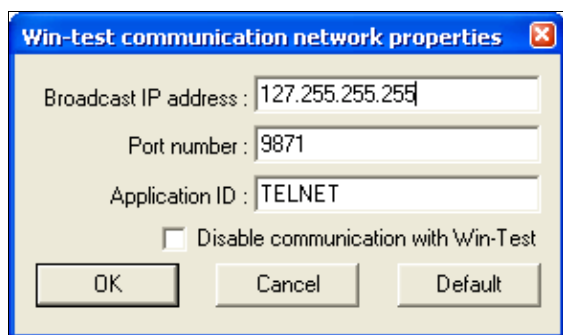 Win-test communication network properties
Broadcast IP address : 127.255.255.255
Port number : 9871
Application ID : TELNET
Disable communication with Win-Test
OK Cancel Default